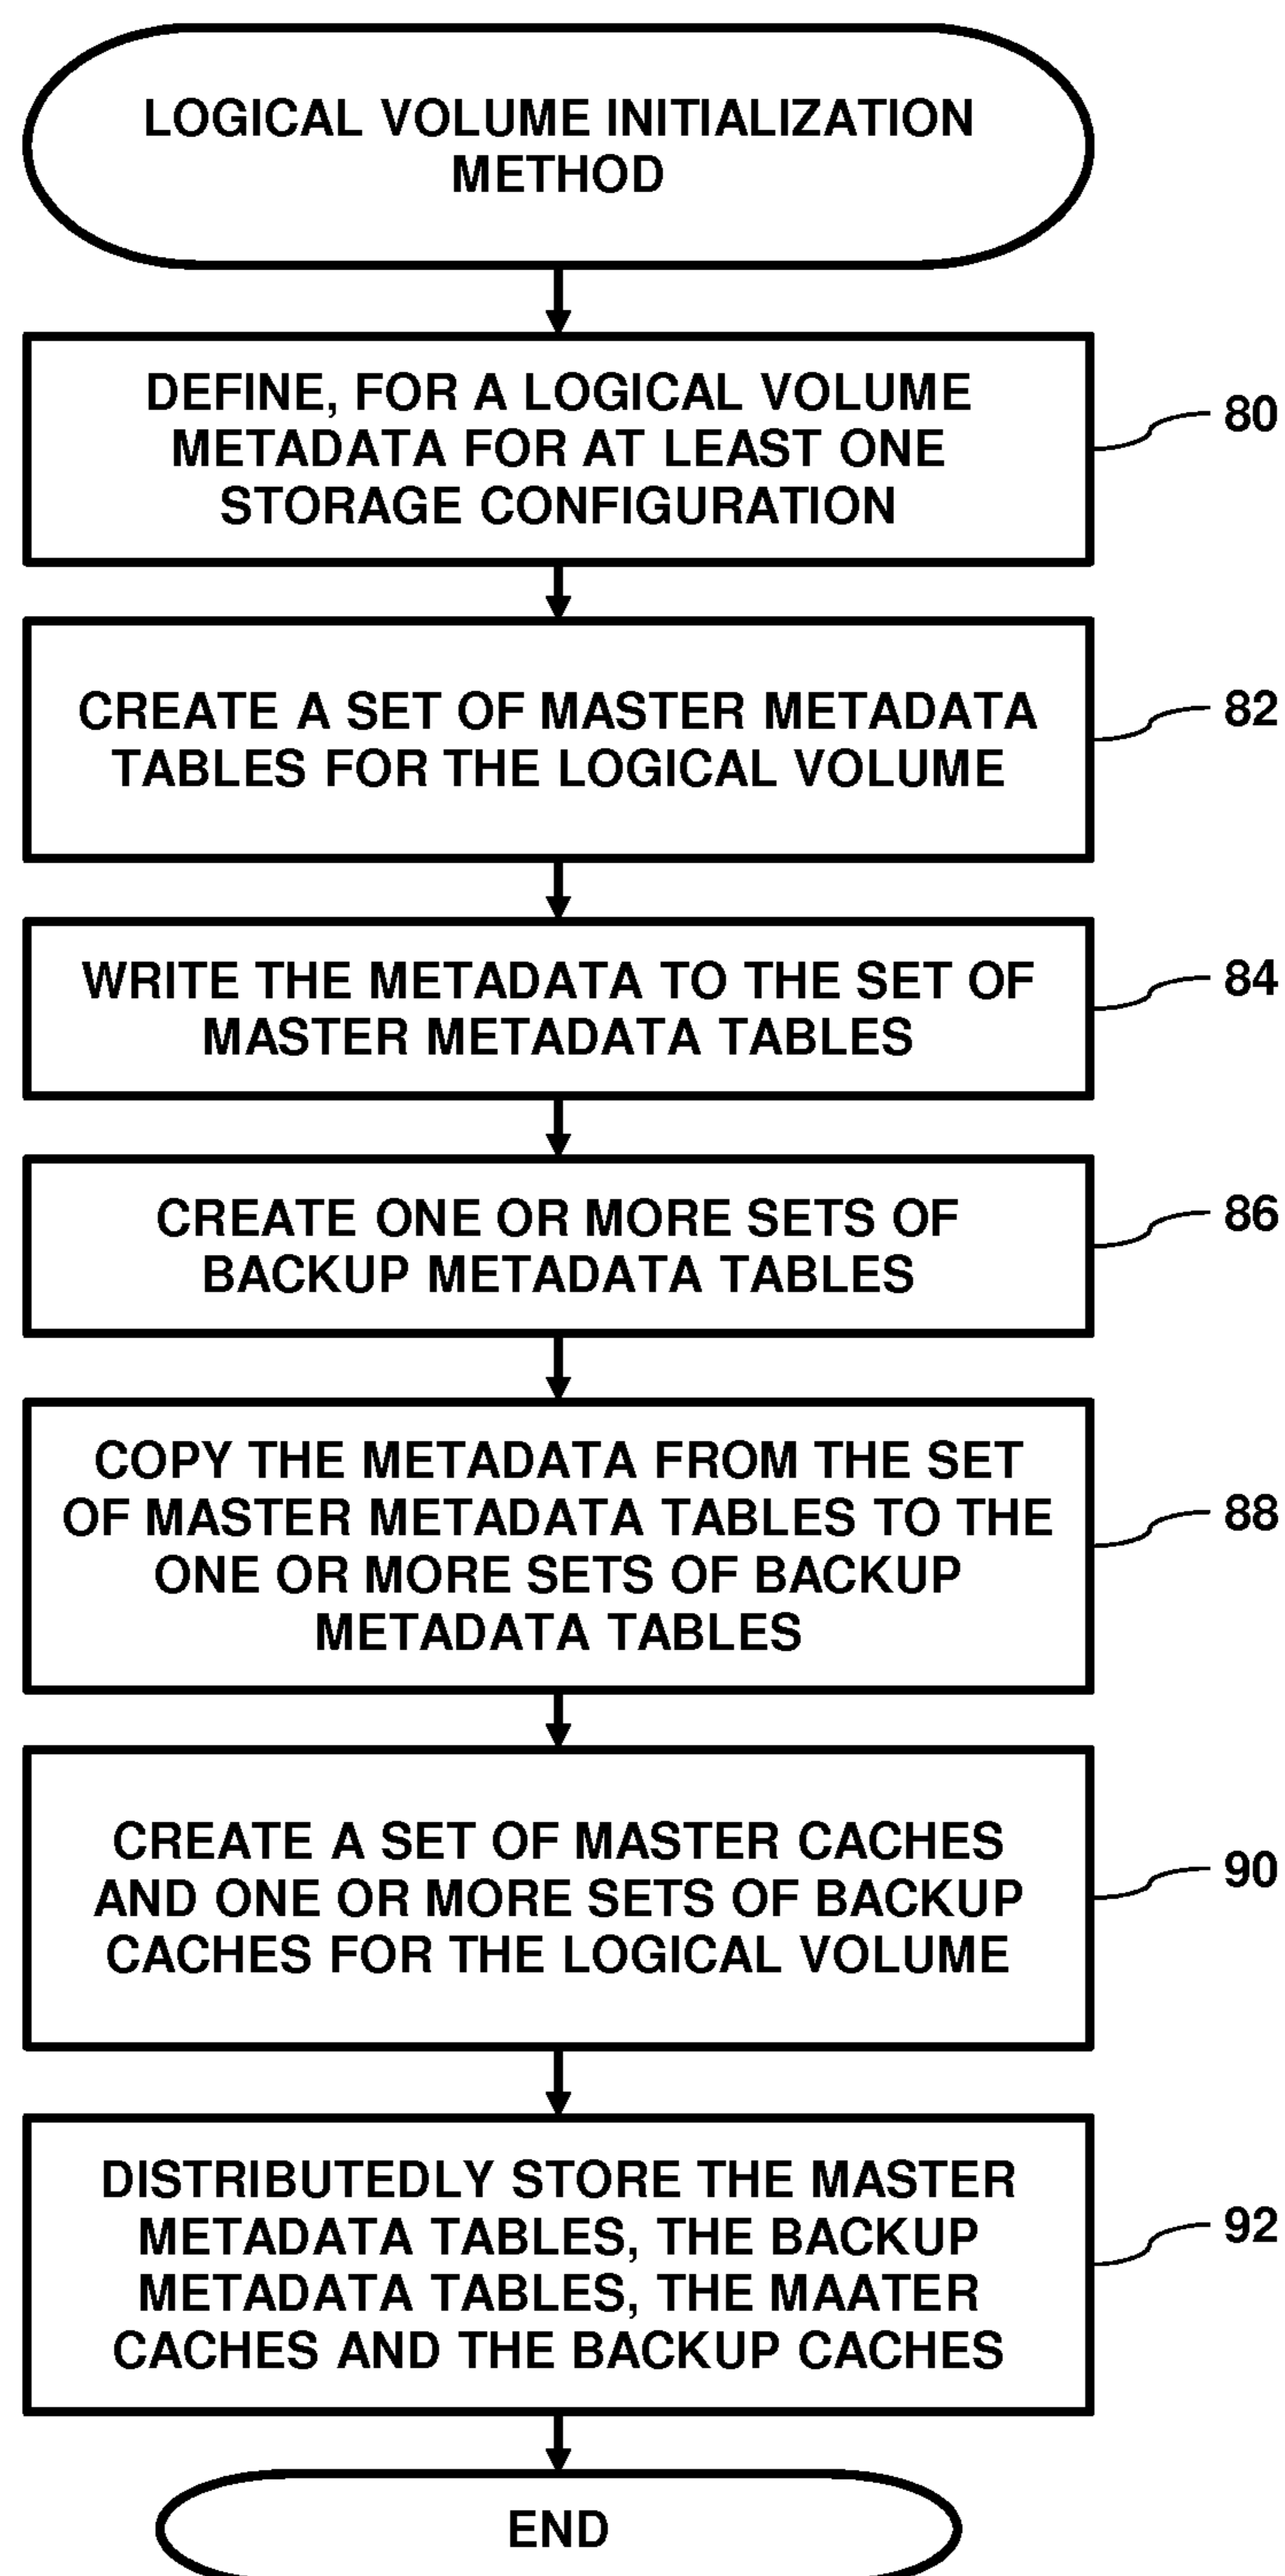 LOGICAL VOLUME INITIALIZATION
METHOD
DEFINE, FOR A LOGICAL VOLUME
METADATA FOR AT LEAST ONE
STORAGE CONFIGURATION
80
CREATE A SET OF MASTER METADATA
TABLES FOR THE LOGICAL VOLUME
82
WRITE THE METADATA TO THE SET OF
MASTER METADATA TABLES
84
CREATE ONE OR MORE SETS OF
BACKUP METADATA TABLES
86
COPY THE METADATA FROM THE SET
OF MASTER METADATA TABLES TO THE
ONE OR MORE SETS OF BACKUP
METADATA TABLES
88
CREATE A SET OF MASTER CACHES
AND ONE OR MORE SETS OF BACKUP
CACHES FOR THE LOGICAL VOLUME
90
DISTRIBUTEDLY STORE THE MASTER
METADATA TABLES, THE BACKUP
METADATA TABLES, THE MAATER
CACHES AND THE BACKUP CACHES
92
END